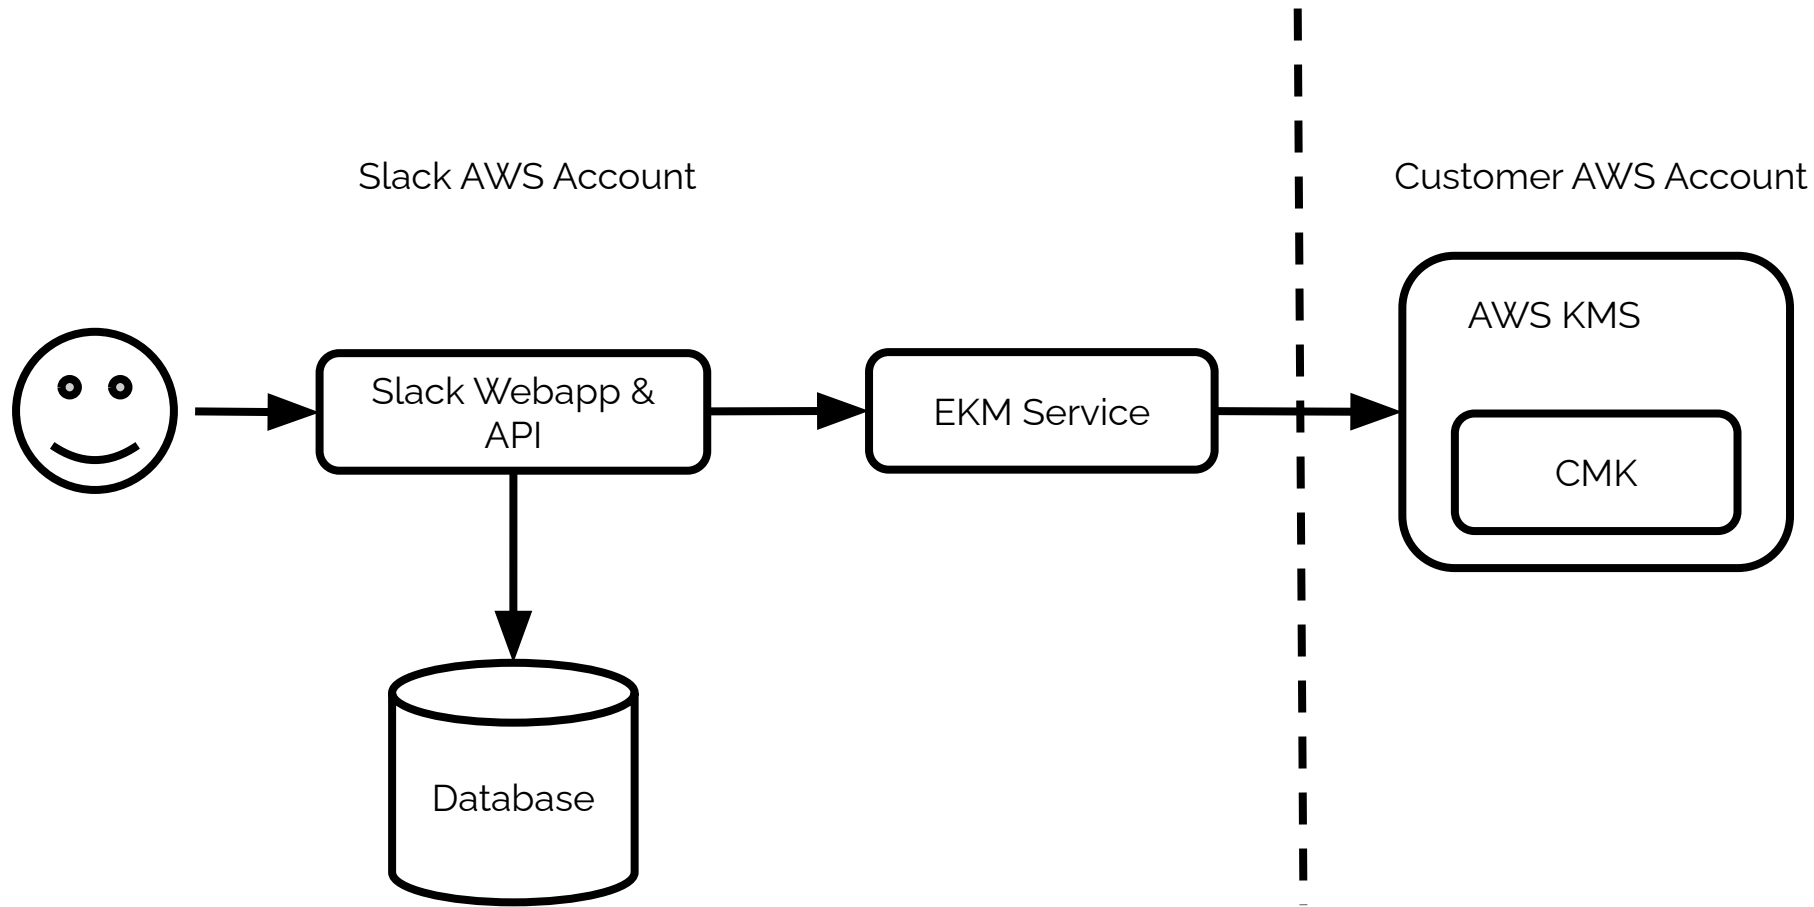 Slack AWS Account
Customer AWS Account
AWS KMS
Slack Webapp &
API
EKM Service
CMK
Database